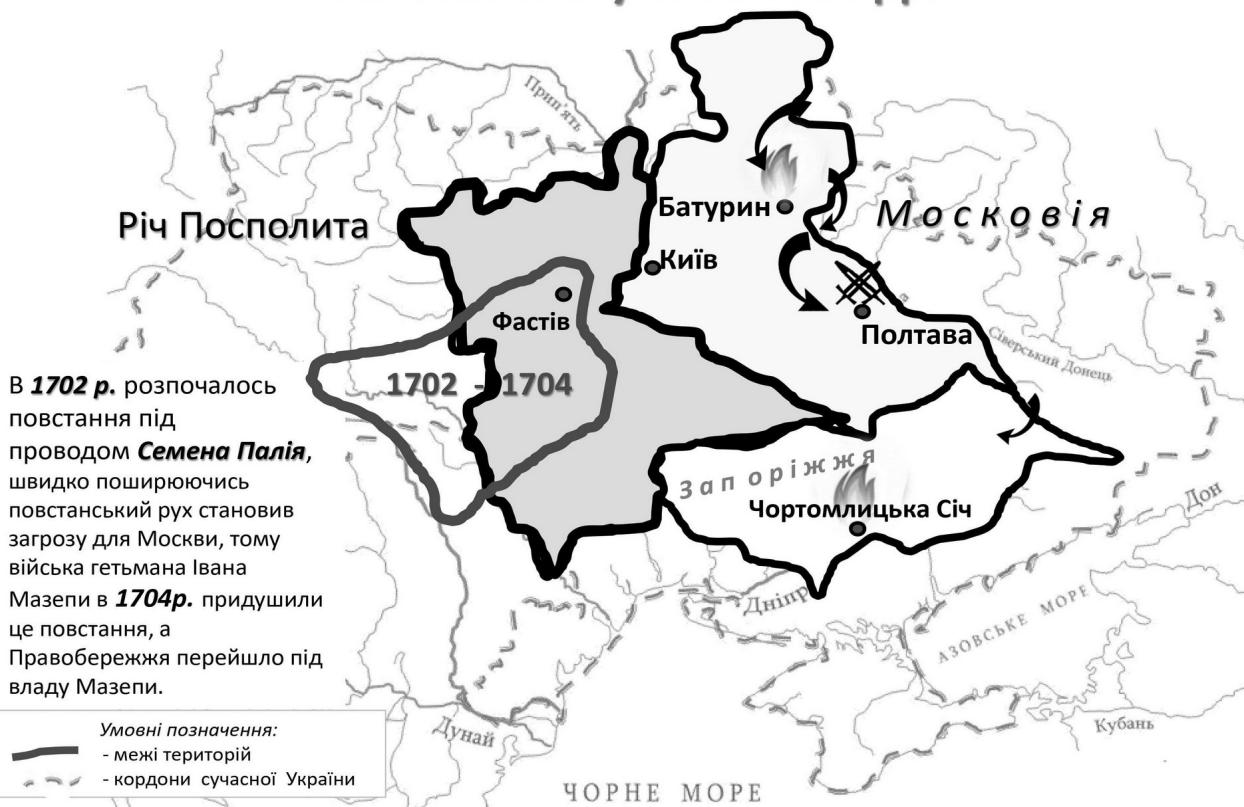 Прип'ять
Річ Посполита
Батурин
Московія
Київ
Фастів
Полтава
Сіверський Донець
1702 - 1704
В 1702 р. розпочалось
повстання під
проводом Семена Палія,
швидко поширюючись
повстанський рух становив
загрозу для Москви, тому
війська гетьмана Івана
Мазепи в 1704р. придушили
це повстання, а
Правобережжя перейшло під
владу Мазепи.
Запоріжжя
Чортомлицька Січ
Дон
Дніпр
АЗОВСЬКЕ МОРЕ
Кубань
Дунай
Умовні позначення:
- межі територій
- кордони сучасної України
ЧОРНЕ МОРЕ